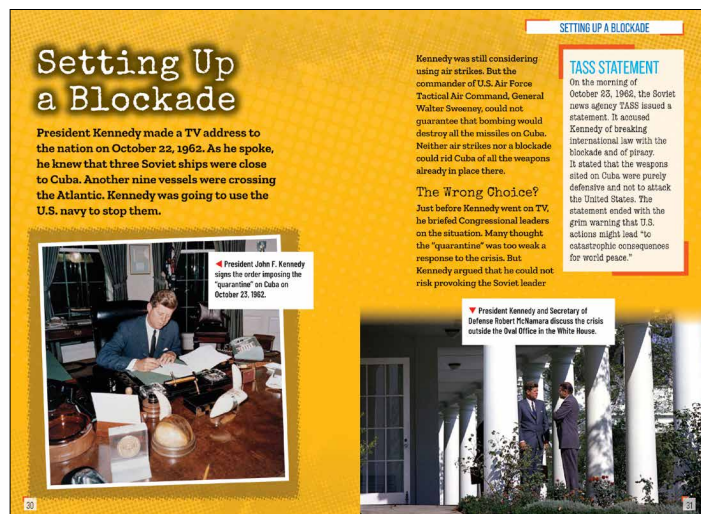 Setting Up
a Blockade
President Kennedy made a TV address to
the nation on October 22, 1962. As he spoke,
he knew that three Soviet ships were close
to Cuba. Another nine vessels were crossing
the Atlantic. Kennedy was going to use the
U.S. navy to stop them.
◀ President John F. Kennedy
signs the order imposing the
"quarantine" on Cuba on
October 23, 1962.
30
SETTING UP A BLOCKADE
Kennedy was still considering
using air strikes. But the
commander of U.S. Air Force
Tactical Air Command, General
Walter Sweeney, could not
guarantee that bombing would
destroy all the missiles on Cuba.
Neither air strikes nor a blockade
could rid Cuba of all the weapons
already in place there.
The Wrong Choice?
Just before Kennedy went on TV,
he briefed Congressional leaders
on the situation. Many thought
the "quarantine" was too weak a
response to the crisis. But
Kennedy argued that he could not
risk provoking the Soviet leader
TASS STATEMENT
On the morning of
October 23, 1962, the Soviet
news agency TASS issued a
statement. It accused
Kennedy of breaking
international law with the
blockade and of piracy.
It stated that the weapons
sited on Cuba were purely
defensive and not to attack
the United States. The
statement ended with the
grim warning that U.S.
actions might lead "to
catastrophic consequences
for world peace."
▼ President Kennedy and Secretary of
Defense Robert McNamara discuss the crisis
outside the Oval Office in the White House.
31